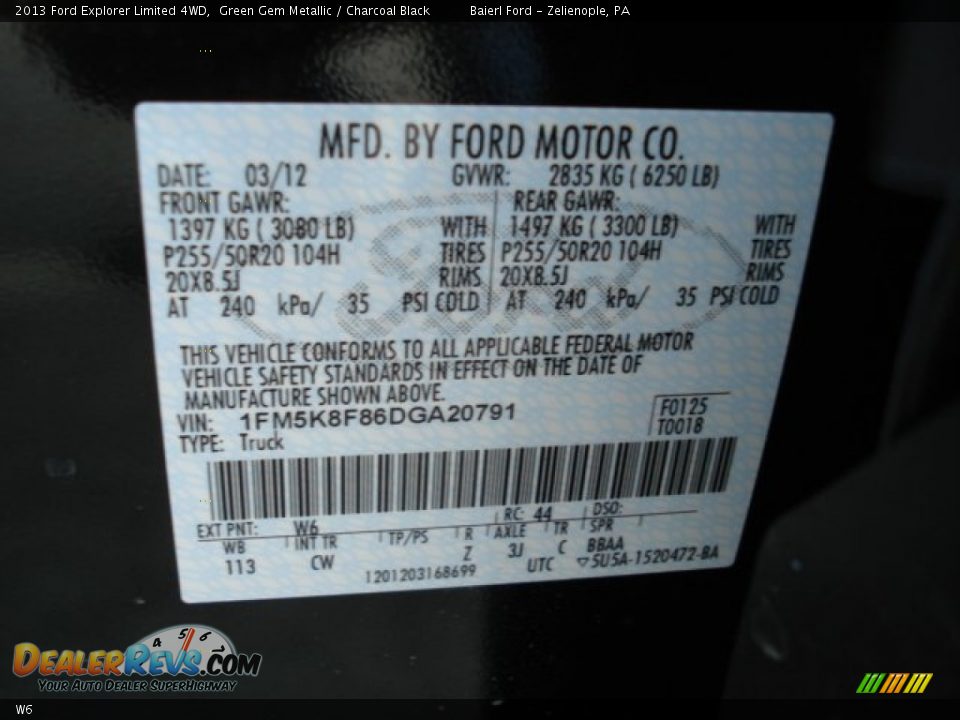 2013 Ford Explorer Limited 4WD, Green Gem Metallic / Charcoal Black Baierl Ford - Zelienople, PA
MFD. BY FORD MOTOR CO.
DATE: 03/12 GVWR: 2835 KG ( 6250 LB)
FRONT GAWR: REAR GAWR:
1397 KG ( 3080 LB) WITH 1497 KG ( 3300 LB) WITH
P255/50R20 104H TIRES P255/50R20 104H TIRES
20X8.5J RIMS 20X8.5J RIMS
AT 240 kPa/ 35 PSI COLD AT 240 kPa/ 35 PSI COLD
THIS VEHICLE CONFORMS TO ALL APPLICABLE FEDERAL MOTOR
VEHICLE SAFETY STANDARDS IN EFFECT ON THE DATE OF
MANUFACTURE SHOWN ABOVE.
VIN: 1FM5K8F86DGA20791 F0125
TYPE: Truck T0018
EXT PNT: W6 RC: 44 DSO:
WB INT TR TP/PS R AXLE TR SPR
113 CW Z 3J C BBAA
1201203168699 UTC ▽5U5A-1520472-BA
DEALERREVS.COM
4 5 6
YOUR AUTO DEALER SUPERHIGHWAY
W6